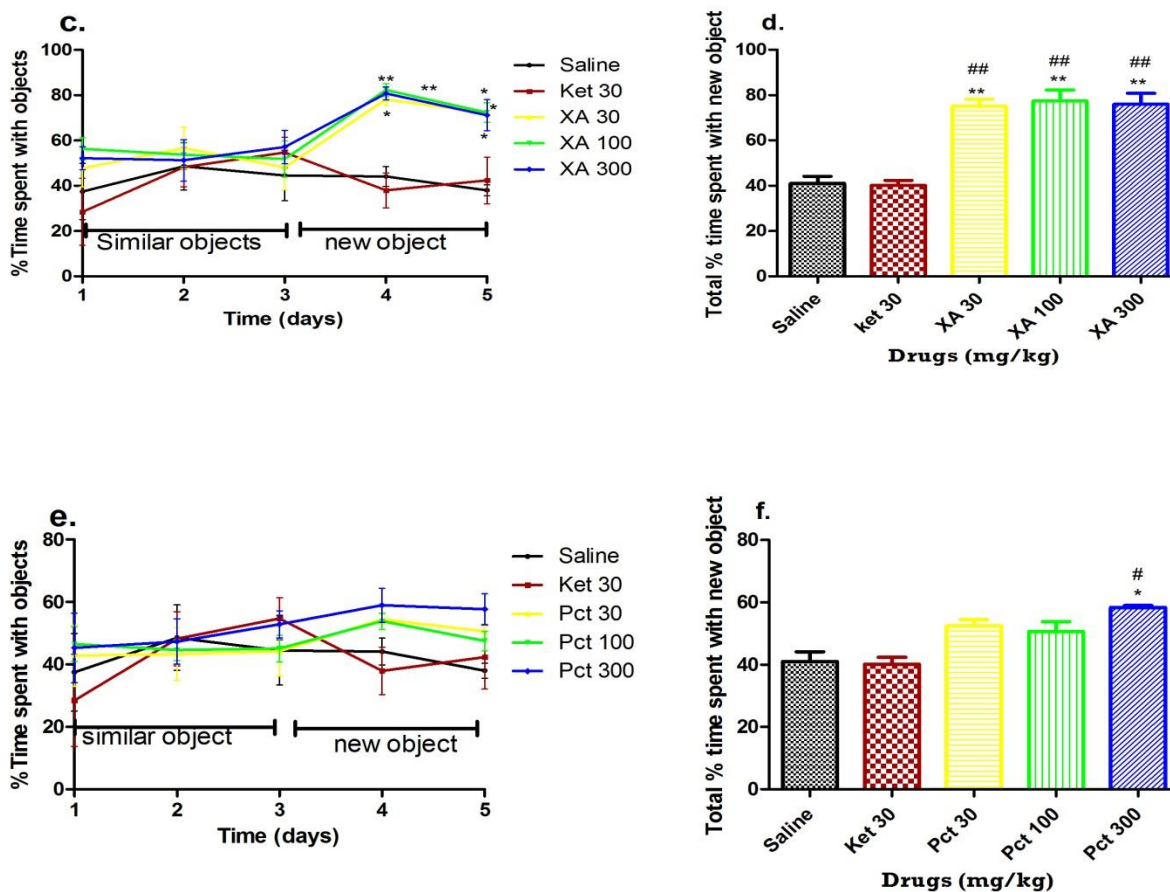 c.
%Time spent with objects
100
80
60
40
20
0
1
2
3
4
5
Time (days)
Similar objects
new object
**
**
*
*
*
*
Saline
Ket 30
XA 30
XA 100
XA 300
d.
Total % time spent with new object
100
80
60
40
20
0
##
**
##
**
##
**
Saline
ket 30
XA 30
XA 100
XA 300
Drugs (mg/kg)
e.
%Time spent with objects
80
60
40
20
0
1
2
3
4
5
Time (days)
similar object
new object
Saline
Ket 30
Pct 30
Pct 100
Pct 300
f.
Total % time spent with new object
80
60
40
20
0
#
*
Saline
Ket 30
Pct 30
Pct 100
Pct 300
Drugs (mg/kg)